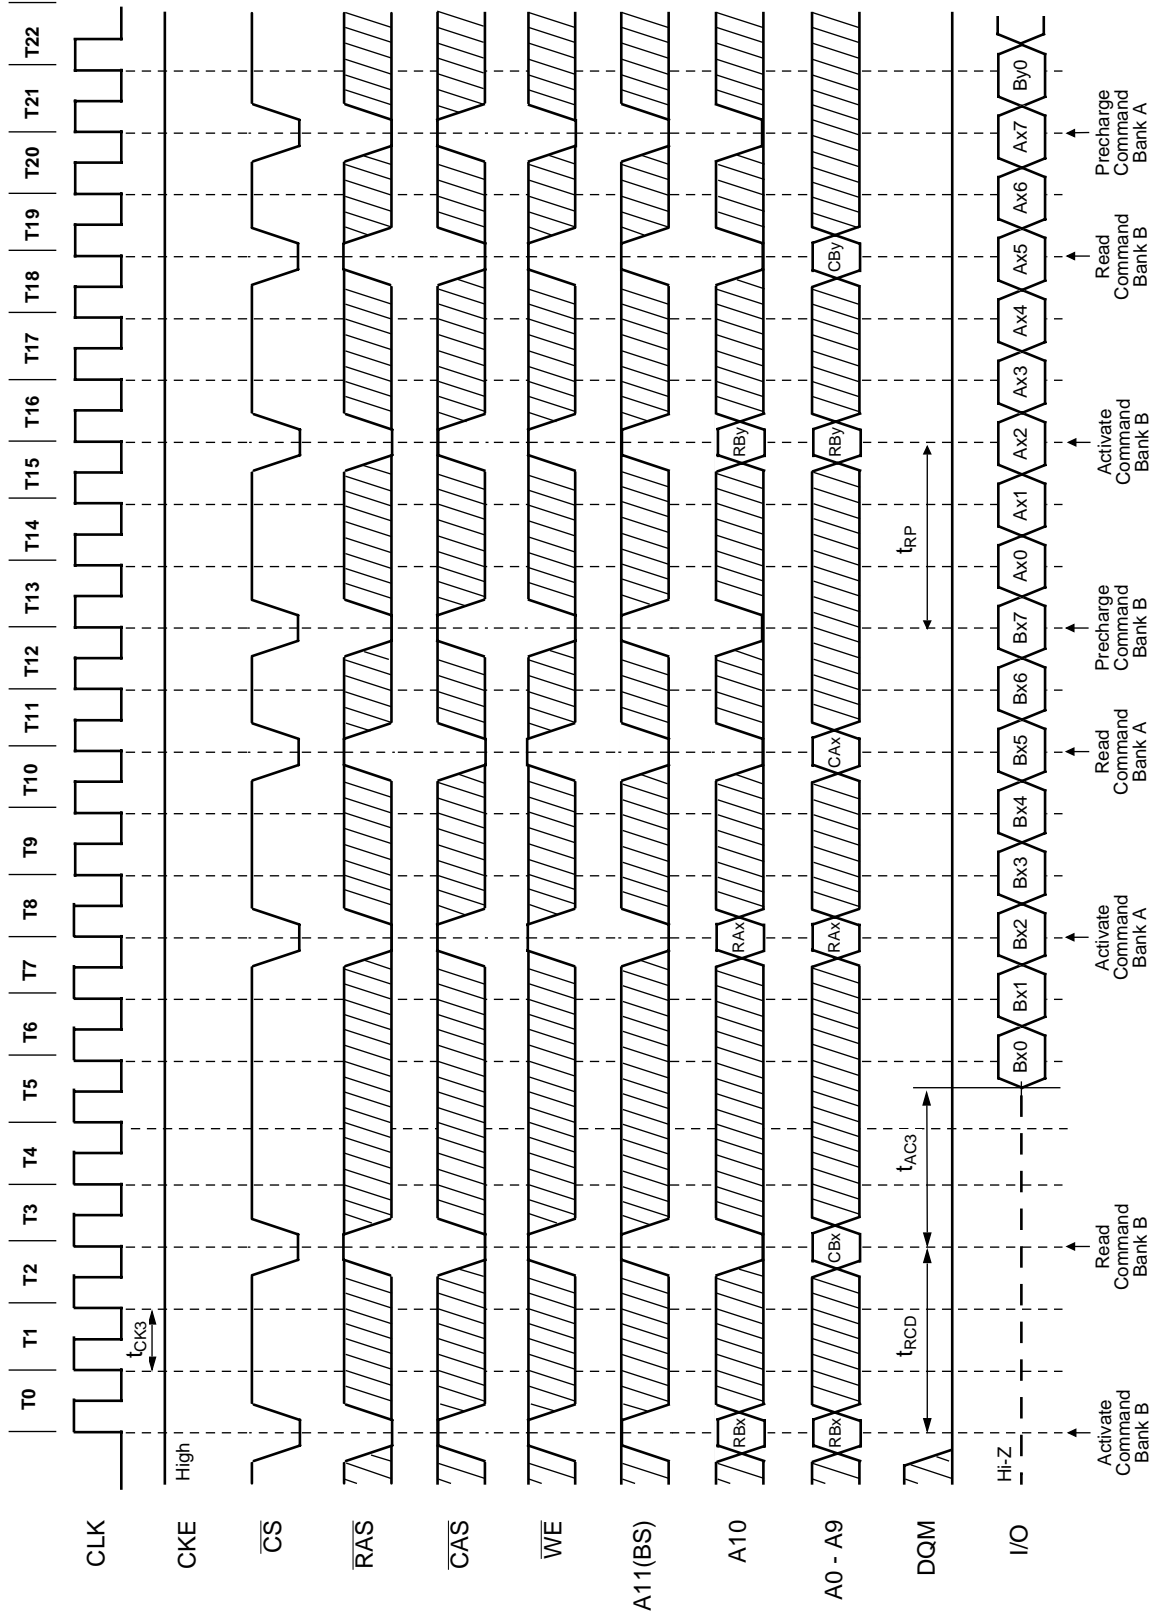 T0 T1 T2 T3 T4 T5 T6 T7 T8 T9 T10 T11 T12 T13 T14 T15 T16 T17 T18 T19 T20 T21 T22
CLK
tCK3
CKE
High
CS
RAS
CAS
WE
A11(BS)
A10
RBx RAx RBy
A0 - A9
RBx CBx RAx CAx RBy CBy
DQM
tRCD tAC3 tRP
I/O
Hi-Z
Bx0 Bx1 Bx2 Bx3 Bx4 Bx5 Bx6 Bx7 Ax0 Ax1 Ax2 Ax3 Ax4 Ax5 Ax6 Ax7 By0
Activate
Command
Bank B
Read
Command
Bank B
Activate
Command
Bank A
Read
Command
Bank A
Precharge
Command
Bank B
Activate
Command
Bank B
Read
Command
Bank B
Precharge
Command
Bank A